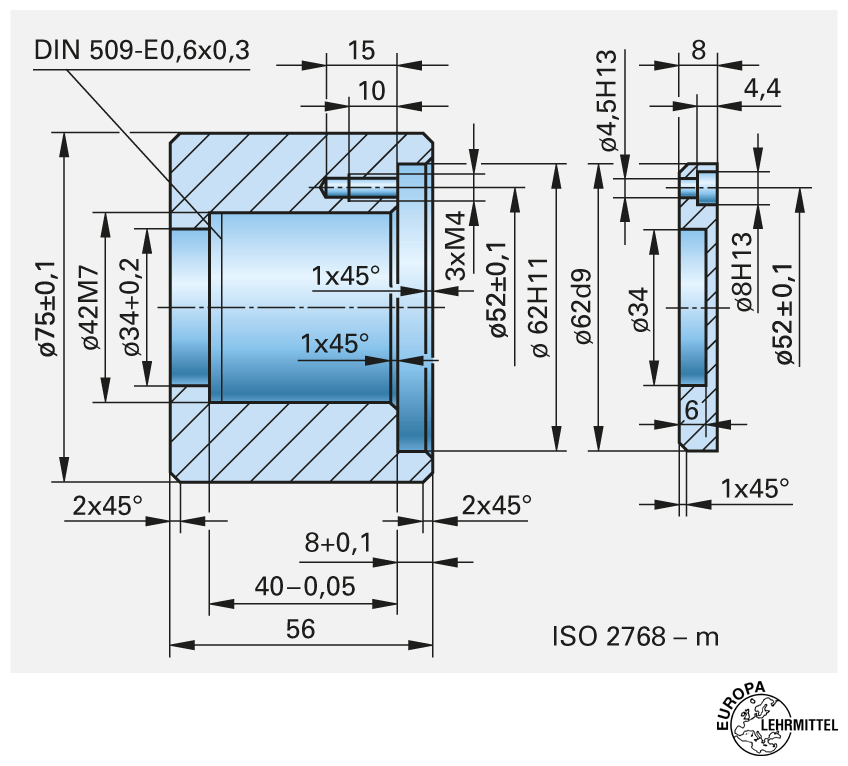 DIN 509-E0,6x0,3
15
10
8
4,4
ø4,5H13
ø75±0,1
ø42M7
ø34+0,2
1x45°
1x45°
3xM4
ø52±0,1
ø 62H11
ø62d9
ø34
ø8H13
ø52±0,1
6
2x45°
2x45°
1x45°
8+0,1
40–0,05
56
ISO 2768 – m
EUROPA
LEHRMITTEL